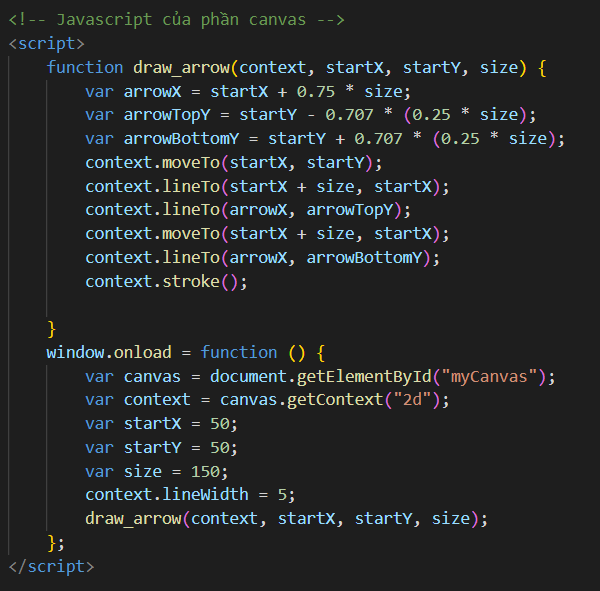 <!-- Javascript của phần canvas -->
<script>
    function draw_arrow(context, startX, startY, size) {
        var arrowX = startX + 0.75 * size;
        var arrowTopY = startY - 0.707 * (0.25 * size);
        var arrowBottomY = startY + 0.707 * (0.25 * size);
        context.moveTo(startX, startY);
        context.lineTo(startX + size, startX);
        context.lineTo(arrowX, arrowTopY);
        context.moveTo(startX + size, startX);
        context.lineTo(arrowX, arrowBottomY);
        context.stroke();

    }
    window.onload = function () {
        var canvas = document.getElementById("myCanvas");
        var context = canvas.getContext("2d");
        var startX = 50;
        var startY = 50;
        var size = 150;
        context.lineWidth = 5;
        draw_arrow(context, startX, startY, size);
    };
</script>